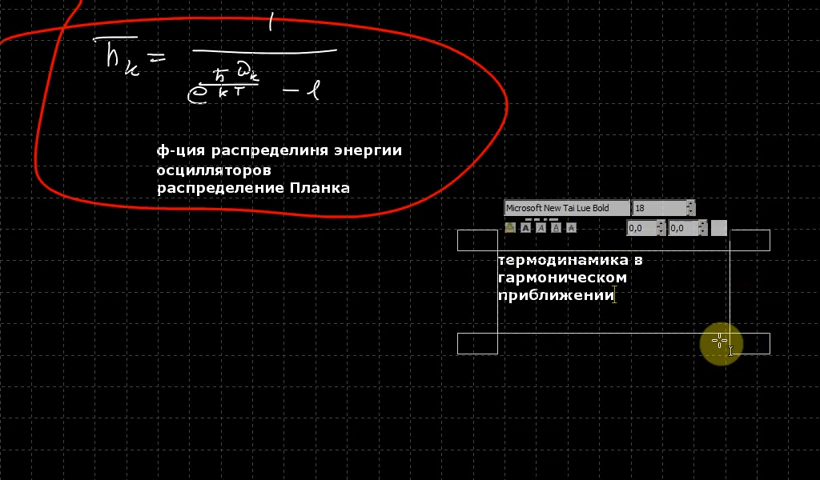 1
n̅ₖ = 
e^(ħωₖ/kT) - 1
ф-ция распределиня энергии
осцилляторов
распределение Планка
Microsoft New Tai Lue Bold 18
A A A A 0,0 0,0
термодинамика в
гармоническом
приближении